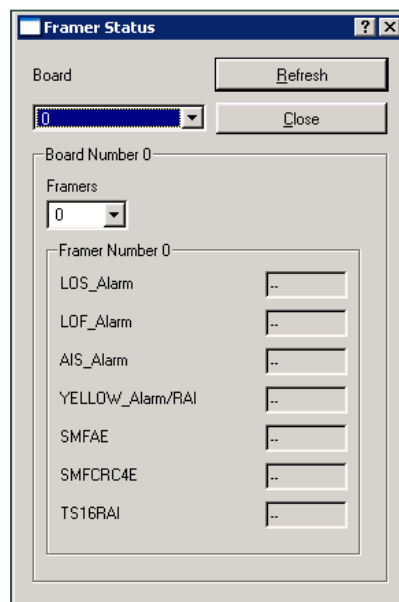 Framer Status
Board
Refresh
0
Close
Board Number 0
Framers
0
Framer Number 0
LOS_Alarm --
LOF_Alarm --
AIS_Alarm --
YELLOW_Alarm/RAI --
SMFAE --
SMFCRC4E --
TS16RAI --